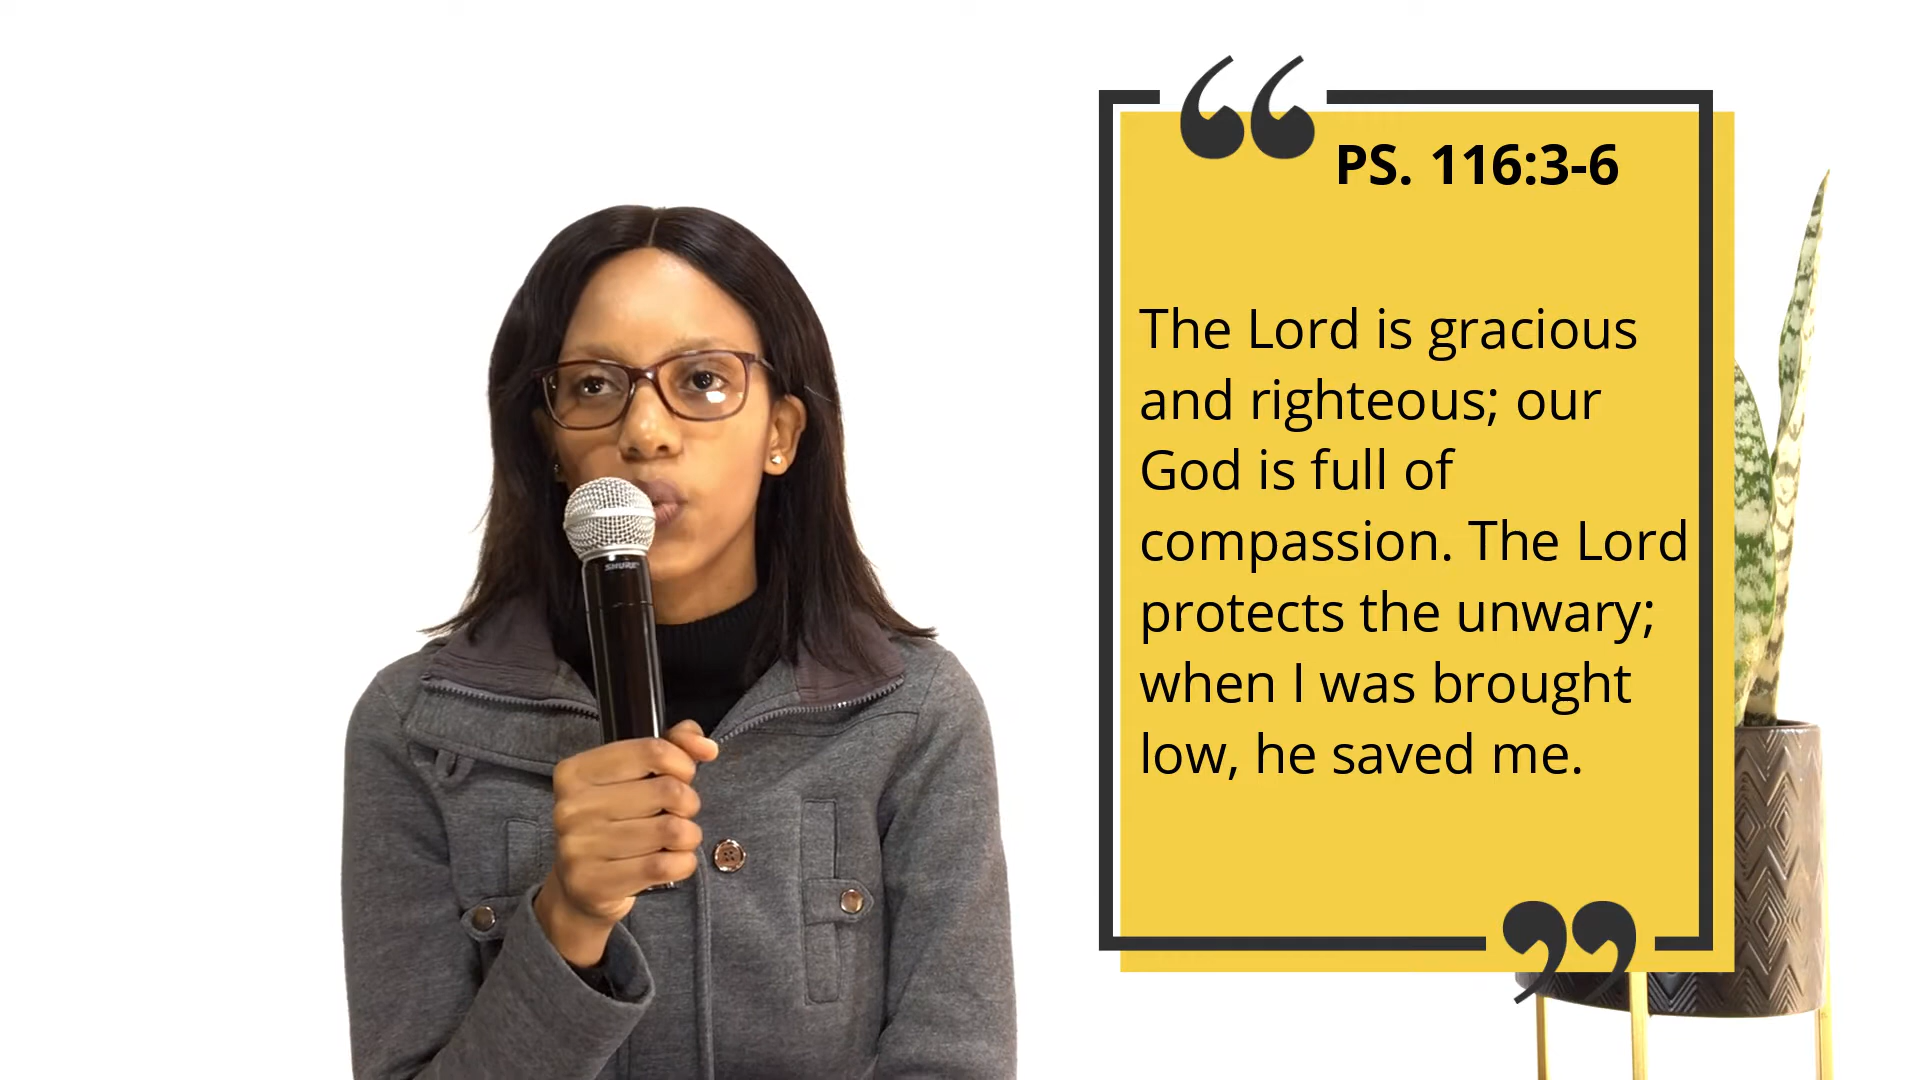 PS. 116:3-6
The Lord is gracious
and righteous; our
God is full of
compassion. The Lord
protects the unwary;
when I was brought
low, he saved me.
SHURE